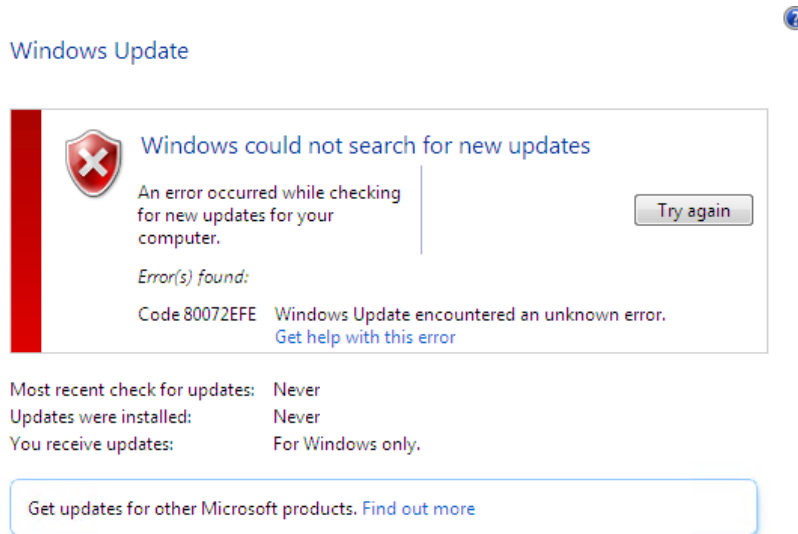 Windows Update
Windows could not search for new updates
An error occurred while checking
for new updates for your
computer.
Try again
Error(s) found:
Code 80072EFE Windows Update encountered an unknown error.
Get help with this error
Most recent check for updates: Never
Updates were installed: Never
You receive updates: For Windows only.
Get updates for other Microsoft products. Find out more